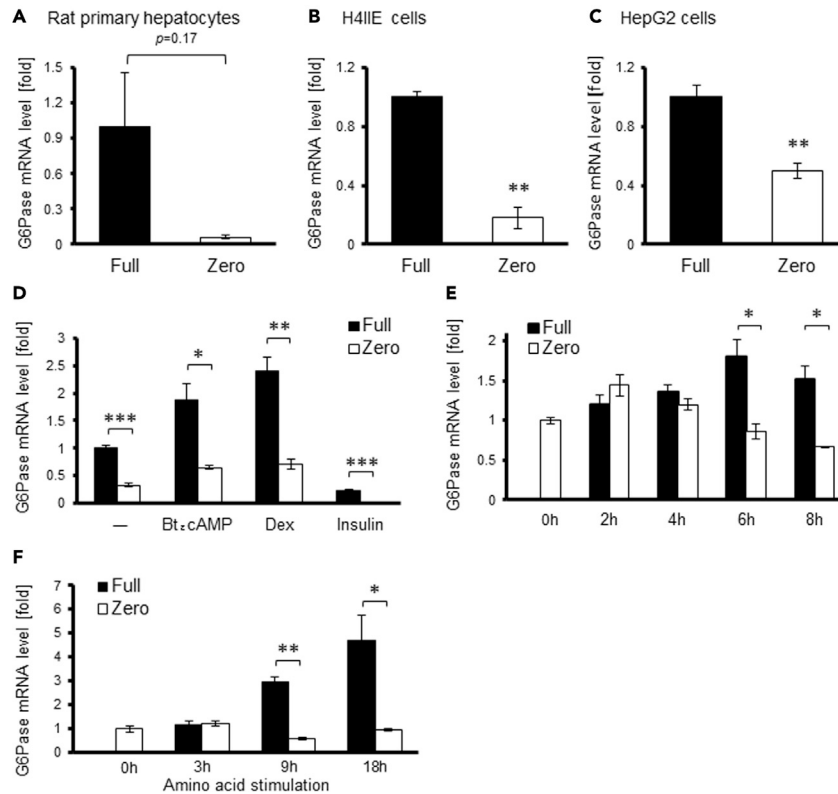 A Rat primary hepatocytes
p=0.17
G6Pase mRNA level [fold]
1.5
1.2
0.9
0.6
0.3
0
Full Zero
B H4IIE cells
G6Pase mRNA level [fold]
1.2
0.8
0.4
0
**
Full Zero
C HepG2 cells
G6Pase mRNA level [fold]
1.2
0.8
0.4
0
**
Full Zero
D
Full
Zero
G6Pase mRNA level [fold]
3
2.5
2
1.5
1
0.5
0
***
*
**
***
— Bt₂cAMP Dex Insulin
E
Full
Zero
G6Pase mRNA level [fold]
2
1.5
1
0.5
0
*
*
0h 2h 4h 6h 8h
F
Full
Zero
G6Pase mRNA level [fold]
7
6
5
4
3
2
1
0
**
*
0h 3h 9h 18h
Amino acid stimulation